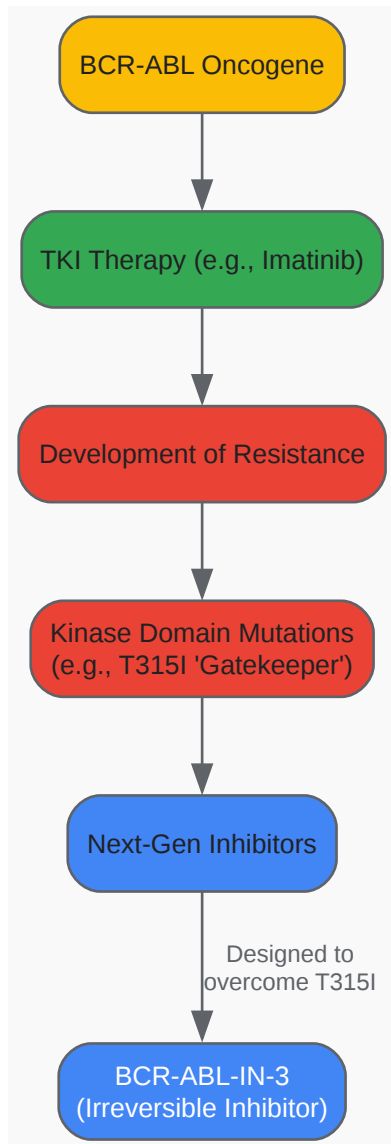 BCR-ABL Oncogene
TKI Therapy (e.g., Imatinib)
Development of Resistance
Kinase Domain Mutations
(e.g., T315I 'Gatekeeper')
Next-Gen Inhibitors
Designed to
overcome T315I
BCR-ABL-IN-3
(Irreversible Inhibitor)